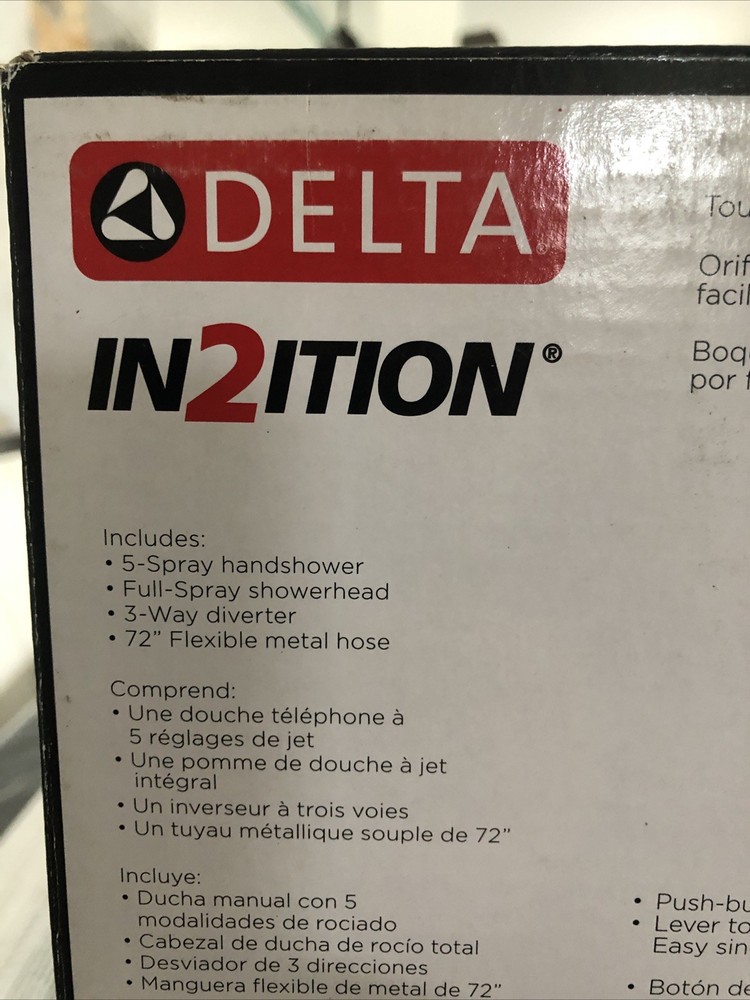 DELTA
IN2ITION®
Includes:
• 5-Spray handshower
• Full-Spray showerhead
• 3-Way diverter
• 72” Flexible metal hose
Comprend:
• Une douche téléphone à
5 réglages de jet
• Une pomme de douche à jet
intégral
• Un inverseur à trois voies
• Un tuyau métallique souple de 72”
Incluye:
• Ducha manual con 5
modalidades de rociado
• Cabezal de ducha de rocío total
• Desviador de 3 direcciones
• Manguera flexible de metal de 72”
Tou
Orif
facil
Boq
por f
• Push-bu
• Lever to
Easy sin
• Botón de